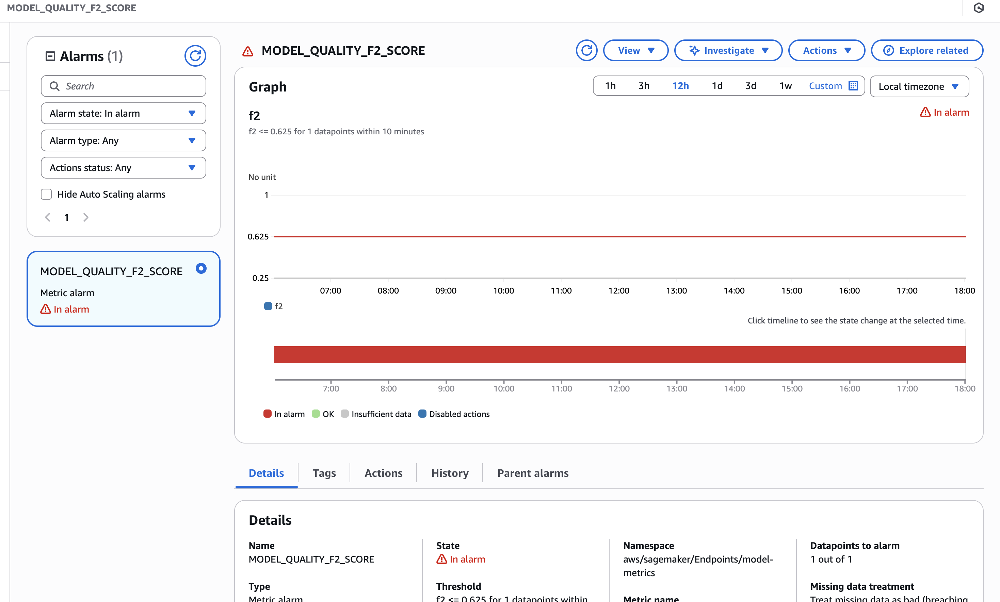 MODEL_QUALITY_F2_SCORE
Alarms (1)
Search
Alarm state: In alarm
Alarm type: Any
Actions status: Any
Hide Auto Scaling alarms
1
MODEL_QUALITY_F2_SCORE
Metric alarm
In alarm
MODEL_QUALITY_F2_SCORE
View
Investigate
Actions
Explore related
Graph
1h 3h 12h 1d 3d 1w Custom
Local timezone
f2
In alarm
f2 <= 0.625 for 1 datapoints within 10 minutes
No unit
1
0.625
0.25
07:00 08:00 09:00 10:00 11:00 12:00 13:00 14:00 15:00 16:00 17:00 18:00
f2
Click timeline to see the state change at the selected time.
7:00 8:00 9:00 10:00 11:00 12:00 13:00 14:00 15:00 16:00 17:00 18:00
In alarm OK Insufficient data Disabled actions
Details Tags Actions History Parent alarms
Details
Name
MODEL_QUALITY_F2_SCORE
Type
Metric alarm
State
In alarm
Threshold
f2 <= 0.625 for 1 datapoints within
Namespace
aws/sagemaker/Endpoints/model-
metrics
Metric name
Datapoints to alarm
1 out of 1
Missing data treatment
Treat missing data as bad (breaching